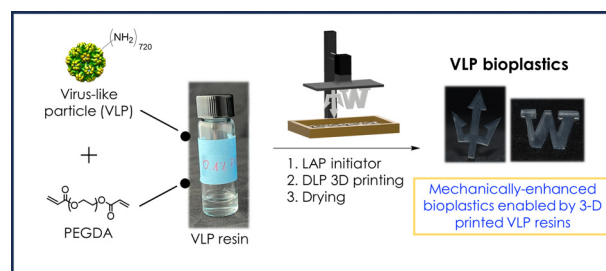 (NH₂)₇₂₀
Virus-like
particle (VLP)
+
O
O
O
O
PEGDA
VLP resin
1. LAP initiator
2. DLP 3D printing
3. Drying
W
VLP bioplastics
W
Mechanically-enhanced
bioplastics enabled by 3-D
printed VLP resins